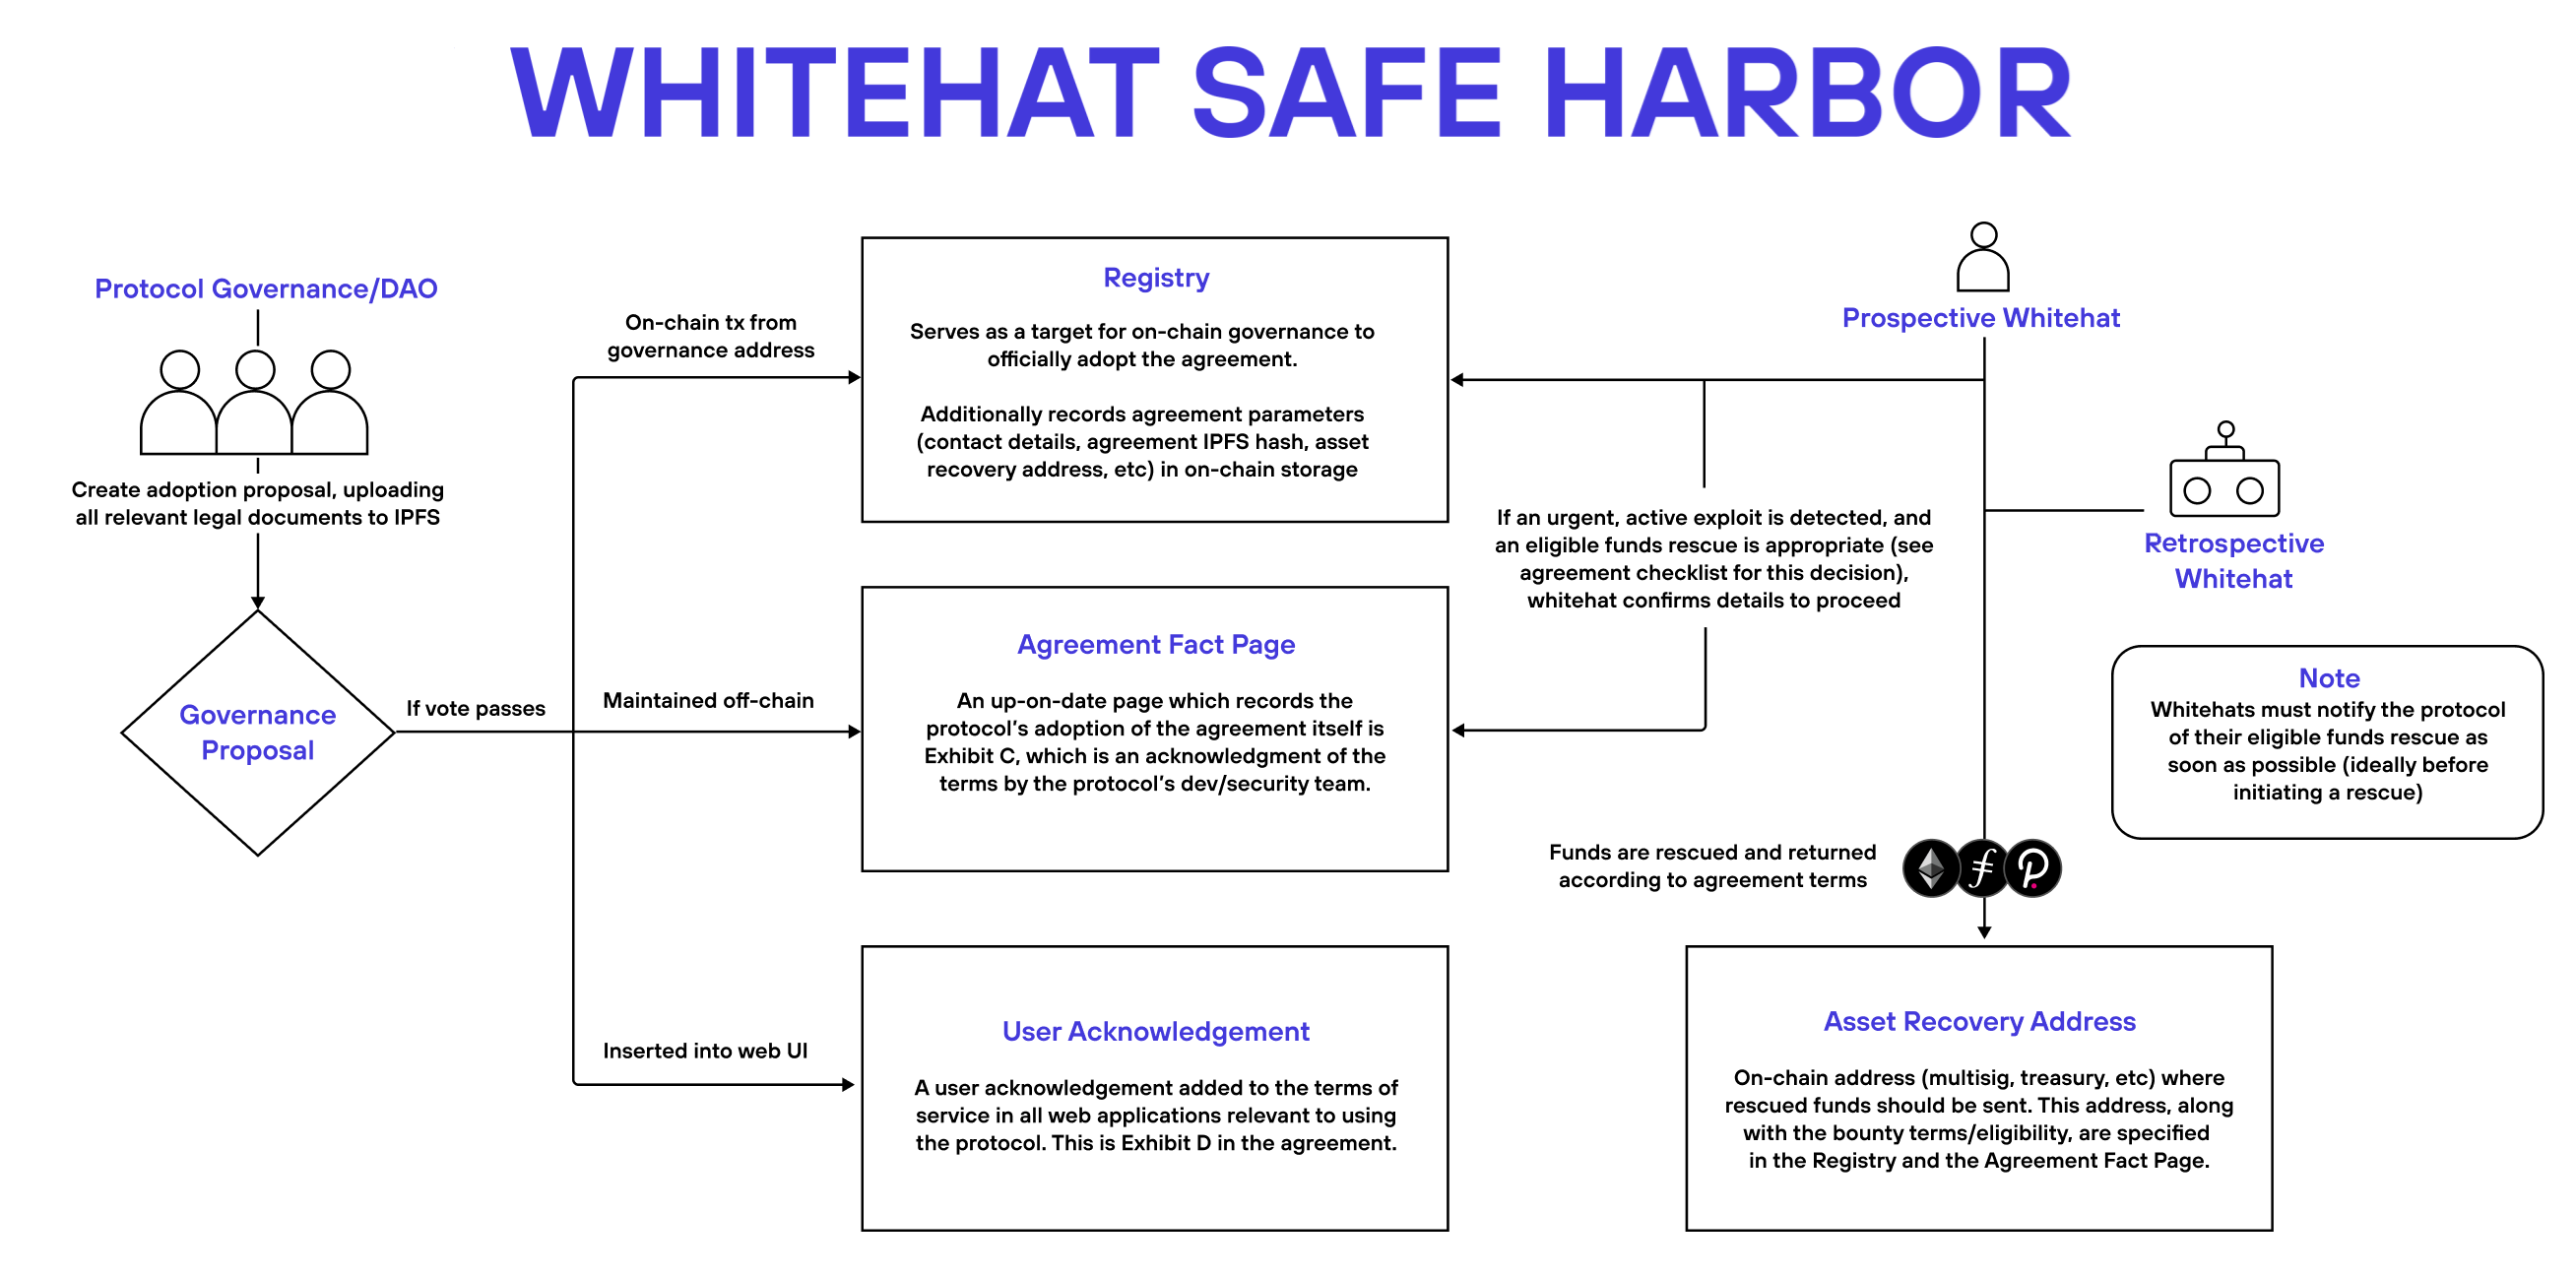 WHITEHAT SAFE HARBOR
Protocol Governance/DAO
Create adoption proposal, uploading
all relevant legal documents to IPFS
Governance
Proposal
If vote passes
On-chain tx from
governance address
Maintained off-chain
Inserted into web UI
Registry
Serves as a target for on-chain governance to
officially adopt the agreement.
Additionally records agreement parameters
(contact details, agreement IPFS hash, asset
recovery address, etc) in on-chain storage
Agreement Fact Page
An up-on-date page which records the
protocol's adoption of the agreement itself is
Exhibit C, which is an acknowledgment of the
terms by the protocol's dev/security team.
User Acknowledgement
A user acknowledgement added to the terms of
service in all web applications relevant to using
the protocol. This is Exhibit D in the agreement.
Prospective Whitehat
If an urgent, active exploit is detected, and
an eligible funds rescue is appropriate (see
agreement checklist for this decision),
whitehat confirms details to proceed
Retrospective
Whitehat
Note
Whitehats must notify the protocol
of their eligible funds rescue as
soon as possible (ideally before
initiating a rescue)
Funds are rescued and returned
according to agreement terms
Asset Recovery Address
On-chain address (multisig, treasury, etc) where
rescued funds should be sent. This address, along
with the bounty terms/eligibility, are specified
in the Registry and the Agreement Fact Page.